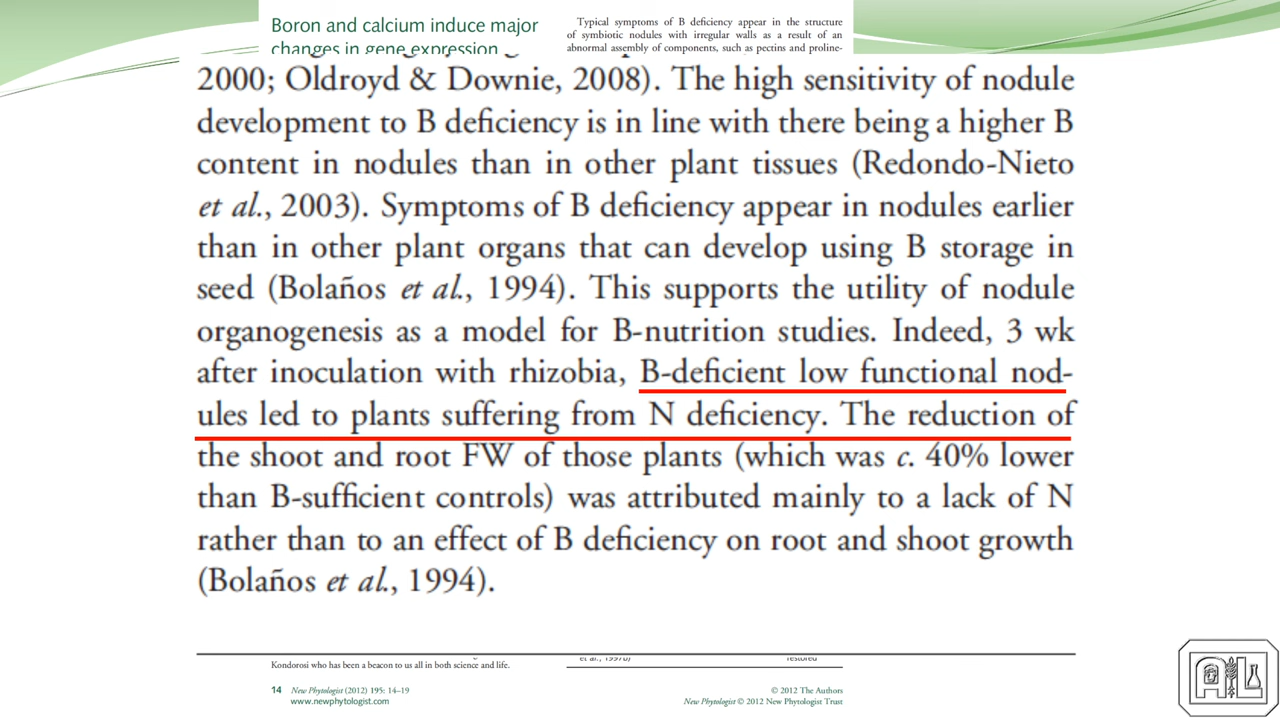 Boron and calcium induce major
changes in gene expression
Typical symptoms of B deficiency appear in the structure
of symbiotic nodules with irregular walls as a result of an
abnormal assembly of components, such as pectins and proline-
2000; Oldroyd & Downie, 2008). The high sensitivity of nodule
development to B deficiency is in line with there being a higher B
content in nodules than in other plant tissues (Redondo-Nieto
et al., 2003). Symptoms of B deficiency appear in nodules earlier
than in other plant organs that can develop using B storage in
seed (Bolaños et al., 1994). This supports the utility of nodule
organogenesis as a model for B-nutrition studies. Indeed, 3 wk
after inoculation with rhizobia, B-deficient low functional nod-
ules led to plants suffering from N deficiency. The reduction of
the shoot and root FW of those plants (which was c. 40% lower
than B-sufficient controls) was attributed mainly to a lack of N
rather than to an effect of B deficiency on root and shoot growth
(Bolaños et al., 1994).
Kondorosi who has been a beacon to us all in both science and life.
et al., 1997b)
restored
14 New Phytologist (2012) 195: 14–19
www.newphytologist.com
© 2012 The Authors
New Phytologist © 2012 New Phytologist Trust